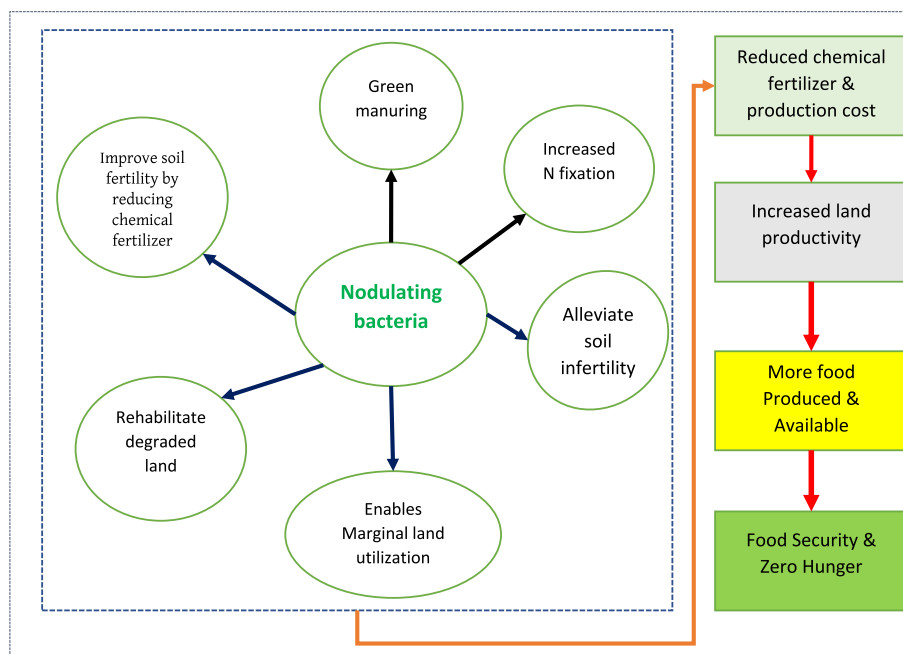 Green
manuring
Increased
N fixation
Improve soil
fertility by
reducing
chemical
fertilizer
Nodulating
bacteria
Alleviate
soil
infertility
Rehabilitate
degraded
land
Enables
Marginal land
utilization
Reduced chemical
fertilizer &
production cost
Increased land
productivity
More food
Produced &
Available
Food Security &
Zero Hunger